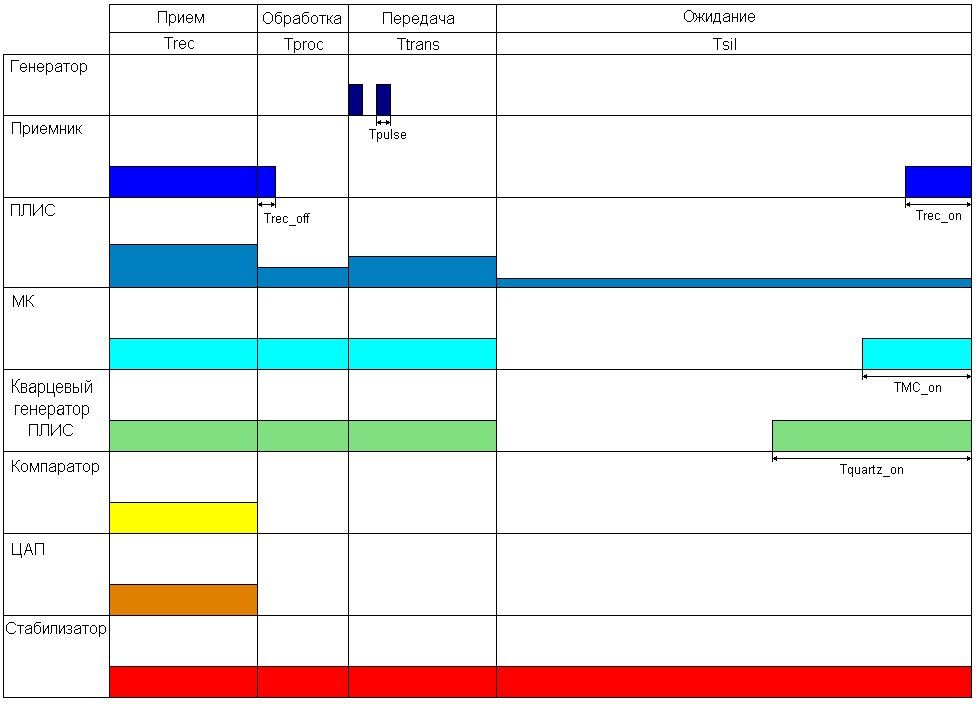 Прием
Обработка
Передача
Ожидание
Trec
Tproc
Ttrans
Tsil
Генератор
Tpulse
Приемник
Trec_off
Trec_on
ПЛИС
МК
TMC_on
Кварцевый
генератор
ПЛИС
Tquartz_on
Компаратор
ЦАП
Стабилизатор